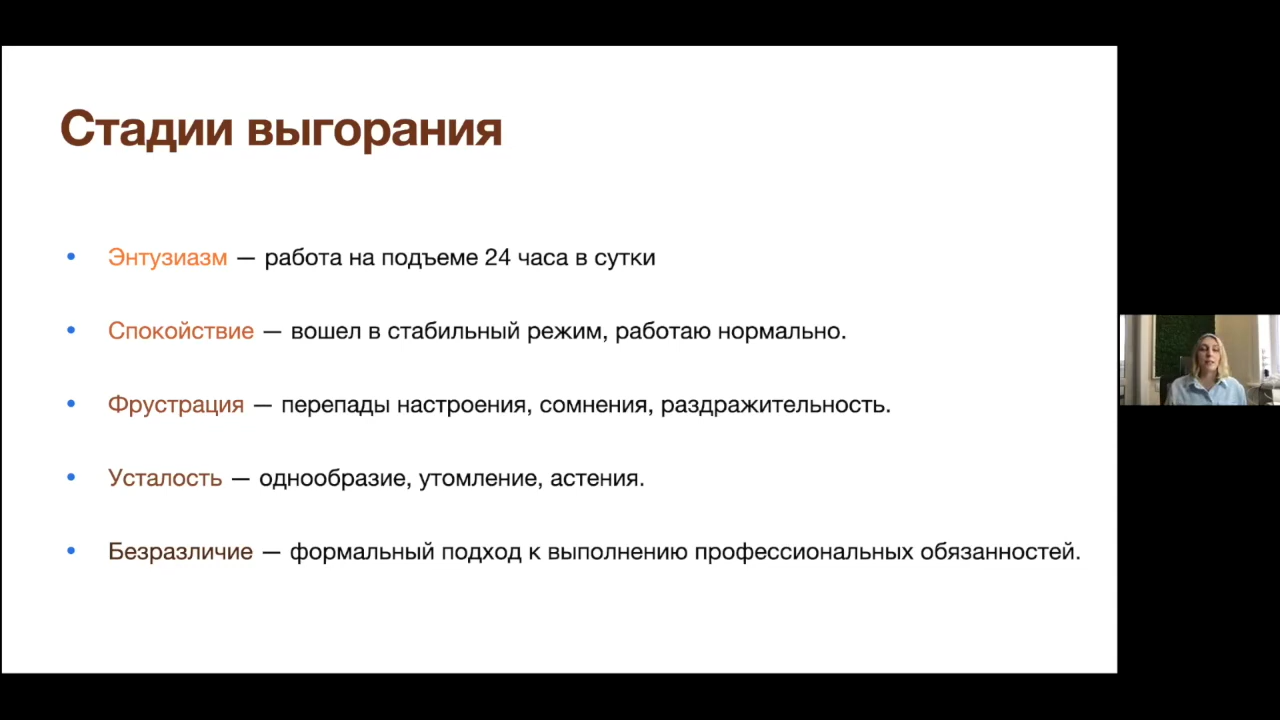 Стадии выгорания
• Энтузиазм — работа на подъеме 24 часа в сутки
• Спокойствие — вошел в стабильный режим, работаю нормально.
• Фрустрация — перепады настроения, сомнения, раздражительность.
• Усталость — однообразие, утомление, астения.
• Безразличие — формальный подход к выполнению профессиональных обязанностей.